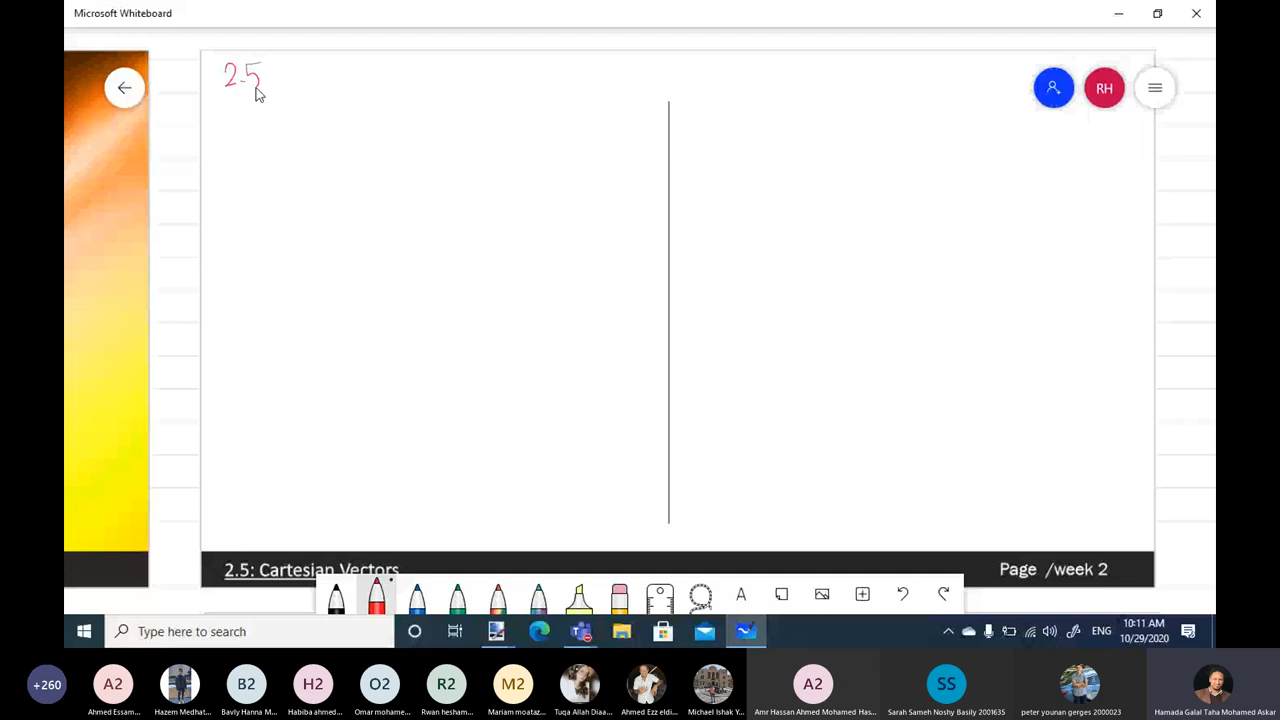 Microsoft Whiteboard
2.5
RH
2.5: Cartesian Vectors
Page /week 2
A
Type here to search
ENG
10:11 AM
10/29/2020
+260
A2
B2
H2
O2
R2
M2
A2
SS
Ahmed Essam...
Hazem Medhat...
Bavly Hanna M...
Habiba ahmed...
Omar mohame...
Rwan hesham...
Mariam moataz...
Tuqa Allah Diaa...
Ahmed Ezz eldi...
Michael Ishak Y...
Amr Hassan Ahmed Mohamed Has...
Sarah Sameh Noshy Basily 2001635
peter younan gerges 2000023
Hamada Galal Taha Mohamed Askar